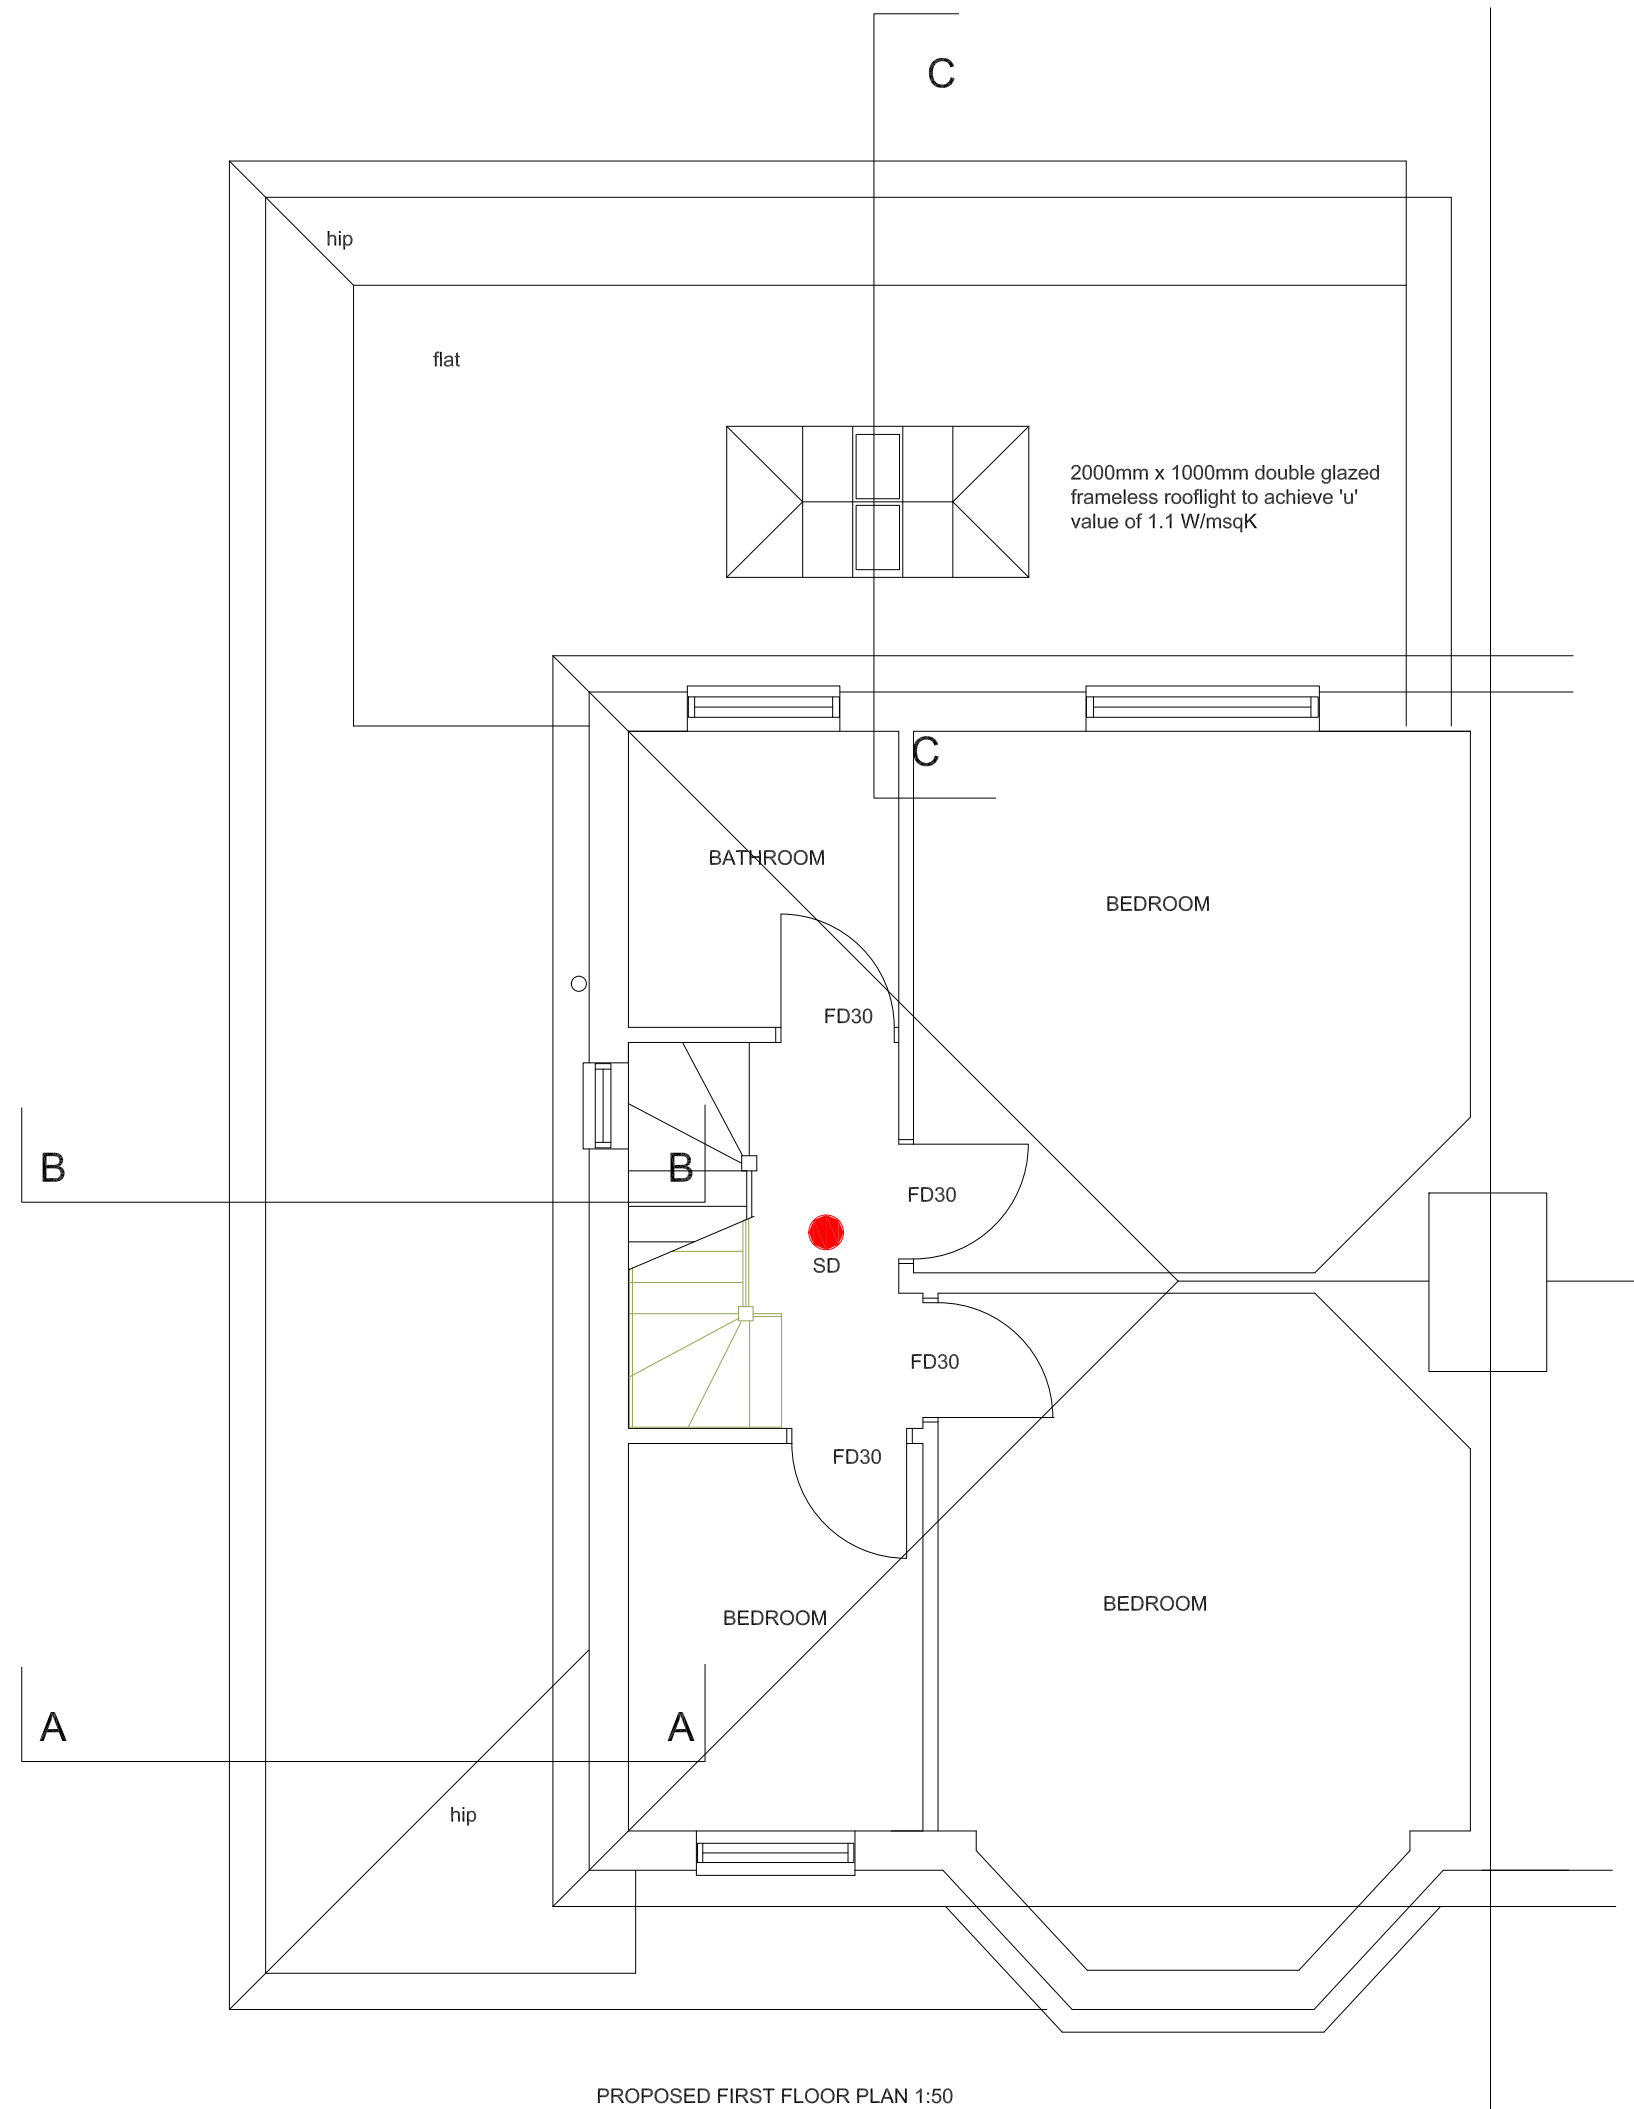 C
hip
flat
2000mm x 1000mm double glazed
frameless rooflight to achieve 'u'
value of 1.1 W/msqK
C
BATHROOM
BEDROOM
FD30
B
B
FD30
SD
FD30
FD30
BEDROOM
BEDROOM
A
A
hip
PROPOSED FIRST FLOOR PLAN 1:50